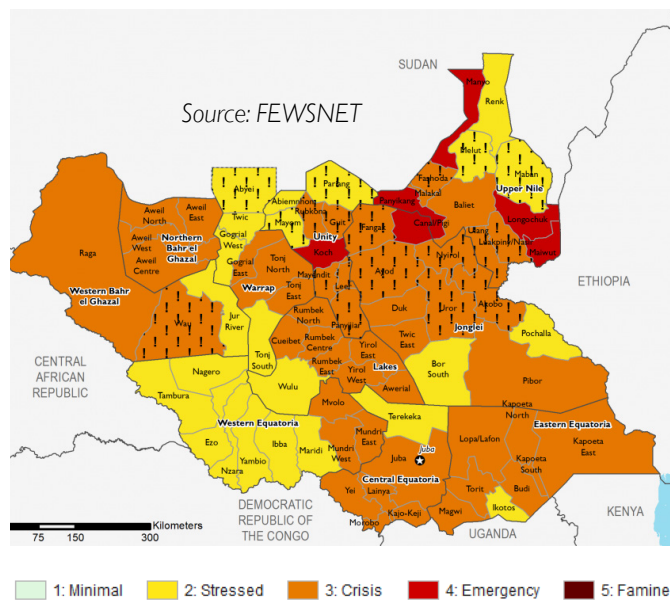 SUDAN
Source: FEWSNET
Manyo
Renk
Melut
Maban
Upper Nile
Fashoda
Malakal
Panyikang
Baliet
Canal/Pigi
Longochuk
Maiwut
Luakpiny/Nasir
Ulang
Nyirol
Abyei
Twic
Abiemnhom
Mayom
Rubkona
Pariang
Guit
Unity
Fangak
Koch
Mayendit
Leer
Panyijiar
Ayod
Duk
Uror
Akobo
Jonglei
Twic East
Pochalla
Pibor
Bor South
ETHIOPIA
Aweil North
Aweil East
Aweil West
Aweil Centre
Northern Bahr el Ghazal
Raga
Western Bahr el Ghazal
Wau
Jur River
Gogrial West
Gogrial East
Warrap
Tonj North
Tonj East
Tonj South
Rumbek North
Cueibet
Rumbek Centre
Rumbek East
Yirol East
Yirol West
Lakes
Awerial
Wulu
CENTRAL AFRICAN REPUBLIC
Nagero
Tambura
Western Equatoria
Ezo
Nzara
Yambio
Ibba
Maridi
Mvolo
Mundri East
Mundri West
Terekeka
Juba
Juba
Central Equatoria
Yei
Lainya
Morobo
Kajo-Keji
Kapoeta North
Eastern Equatoria
Lopa/Lafon
Kapoeta South
Kapoeta East
Torit
Budi
Magwi
Ikotos
DEMOCRATIC REPUBLIC OF THE CONGO
UGANDA
KENYA
Kilometers
75 150 300
1: Minimal 2: Stressed 3: Crisis 4: Emergency 5: Famine